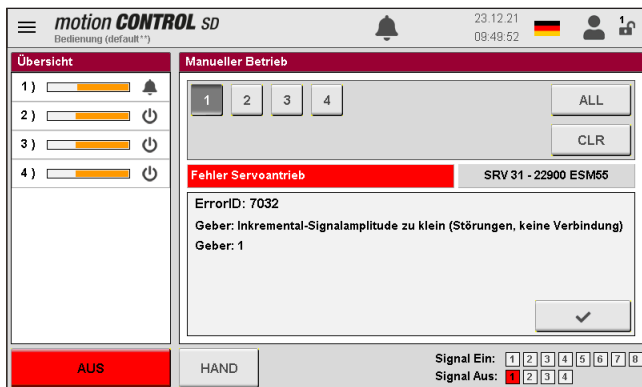 motion CONTROL SD
Bedienung (default**)
23.12.21
09:49:52
1
Übersicht
1 )
2 )
3 )
4 )
Manueller Betrieb
1 2 3 4
ALL
CLR
Fehler Servoantrieb
SRV 31 - 22900 ESM55
ErrorID: 7032
Geber: Inkremental-Signalamplitude zu klein (Störungen, keine Verbindung)
Geber: 1
AUS
HAND
Signal Ein: 1 2 3 4 5 6 7 8
Signal Aus: 1 2 3 4